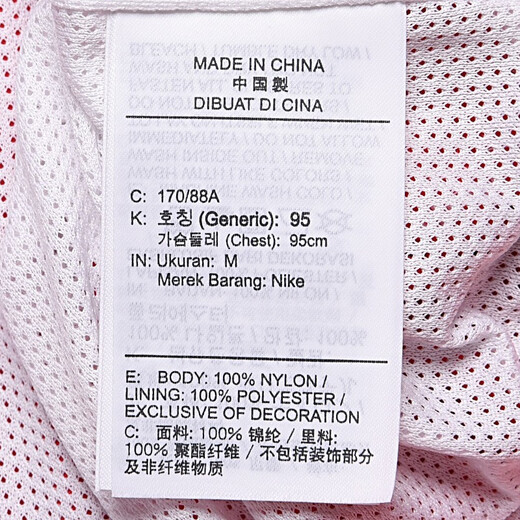 MADE IN CHINA
中国製
DIBUAT DI CINA
C: 170/88A
K: 호칭 (Generic): 95
가슴둘레 (Chest): 95cm
IN: Ukuran: M
Merek Barang: Nike
E: BODY: 100% NYLON /
LINING: 100% POLYESTER /
EXCLUSIVE OF DECORATION
C: 面料: 100% 锦纶 / 里料:
100% 聚酯纤维 / 不包括装饰部分
及非纤维物质